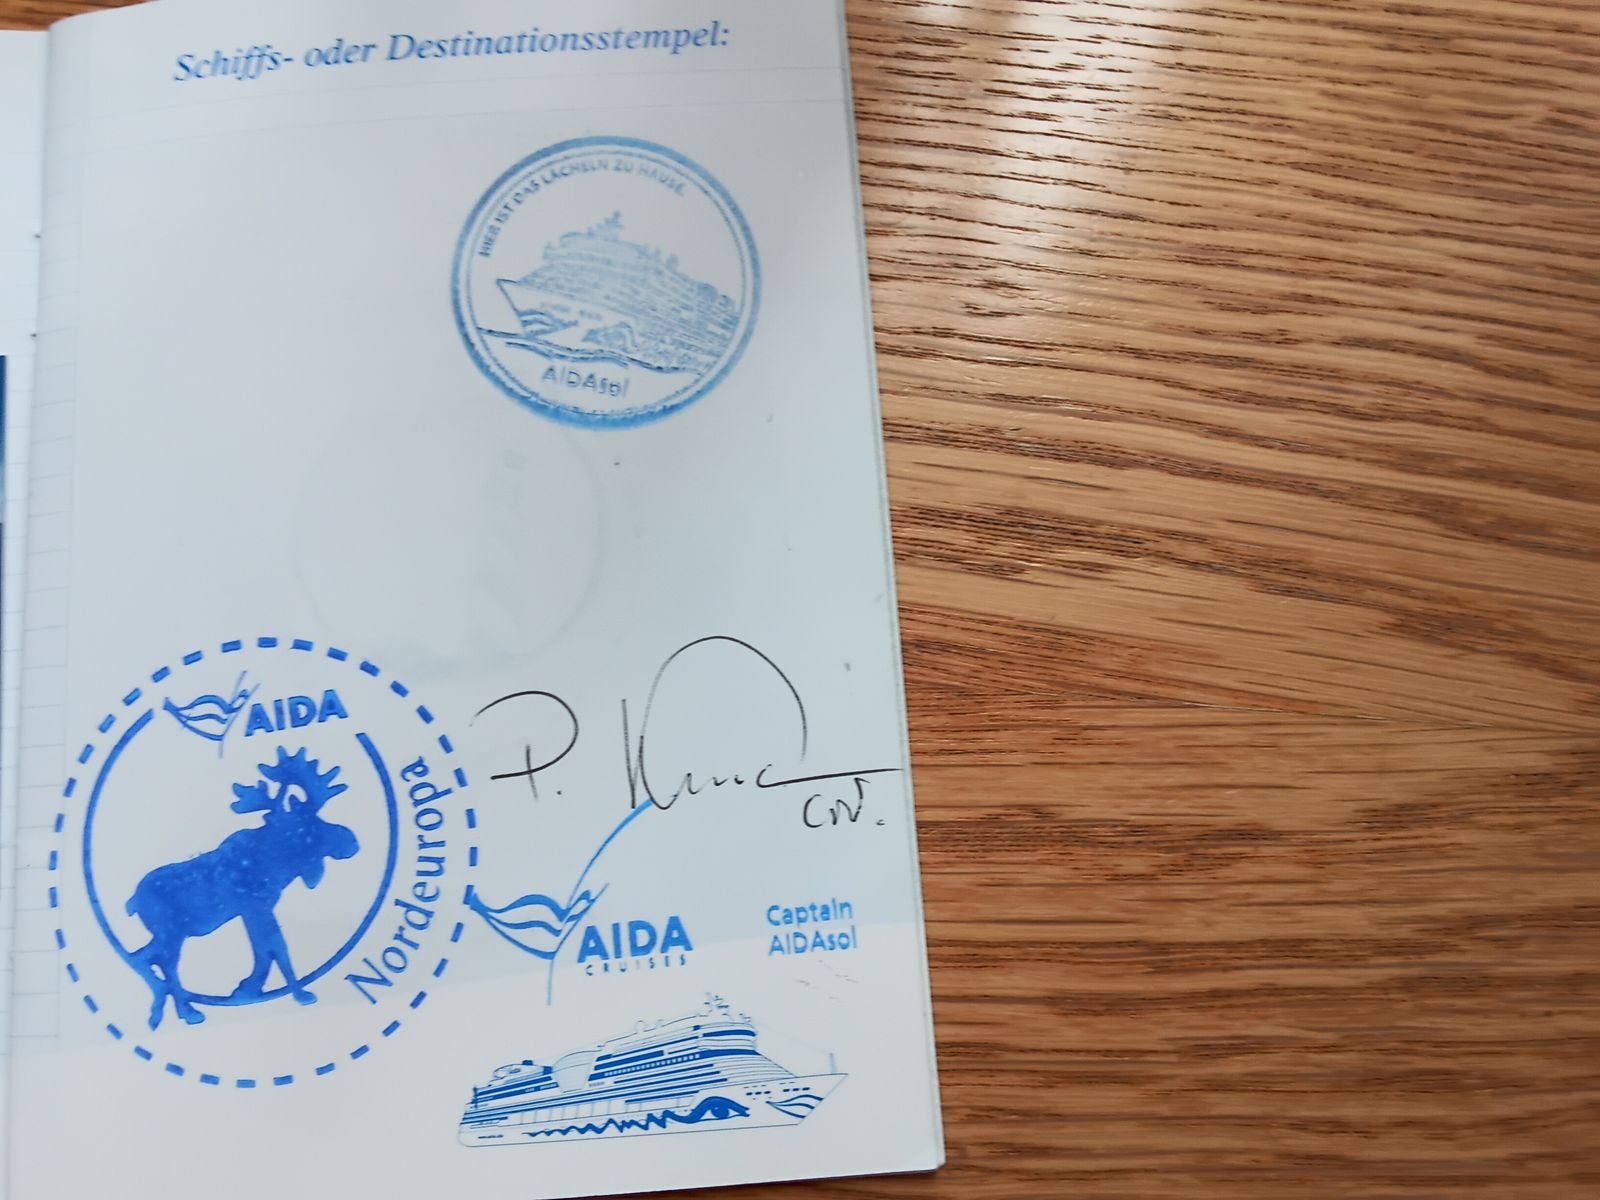 Schiffs- oder Destinationsstempel:
HIER IST DAS LÄCHELN ZU HAUSE.
AIDAsol
AIDA
Nordeuropa
P.
AIDA
CRUISES
Captain
AIDAsol